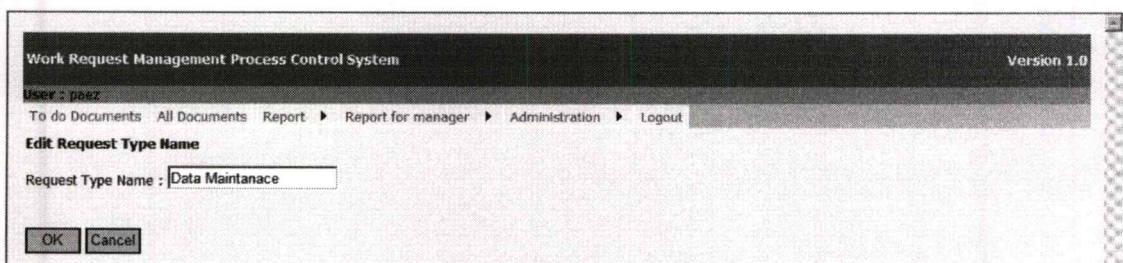 Work Request Management Process Control System Version 1.0
User : paez
To do Documents All Documents Report Report for manager Administration Logout
Edit Request Type Name
Request Type Name : Data Maintanace
OK Cancel